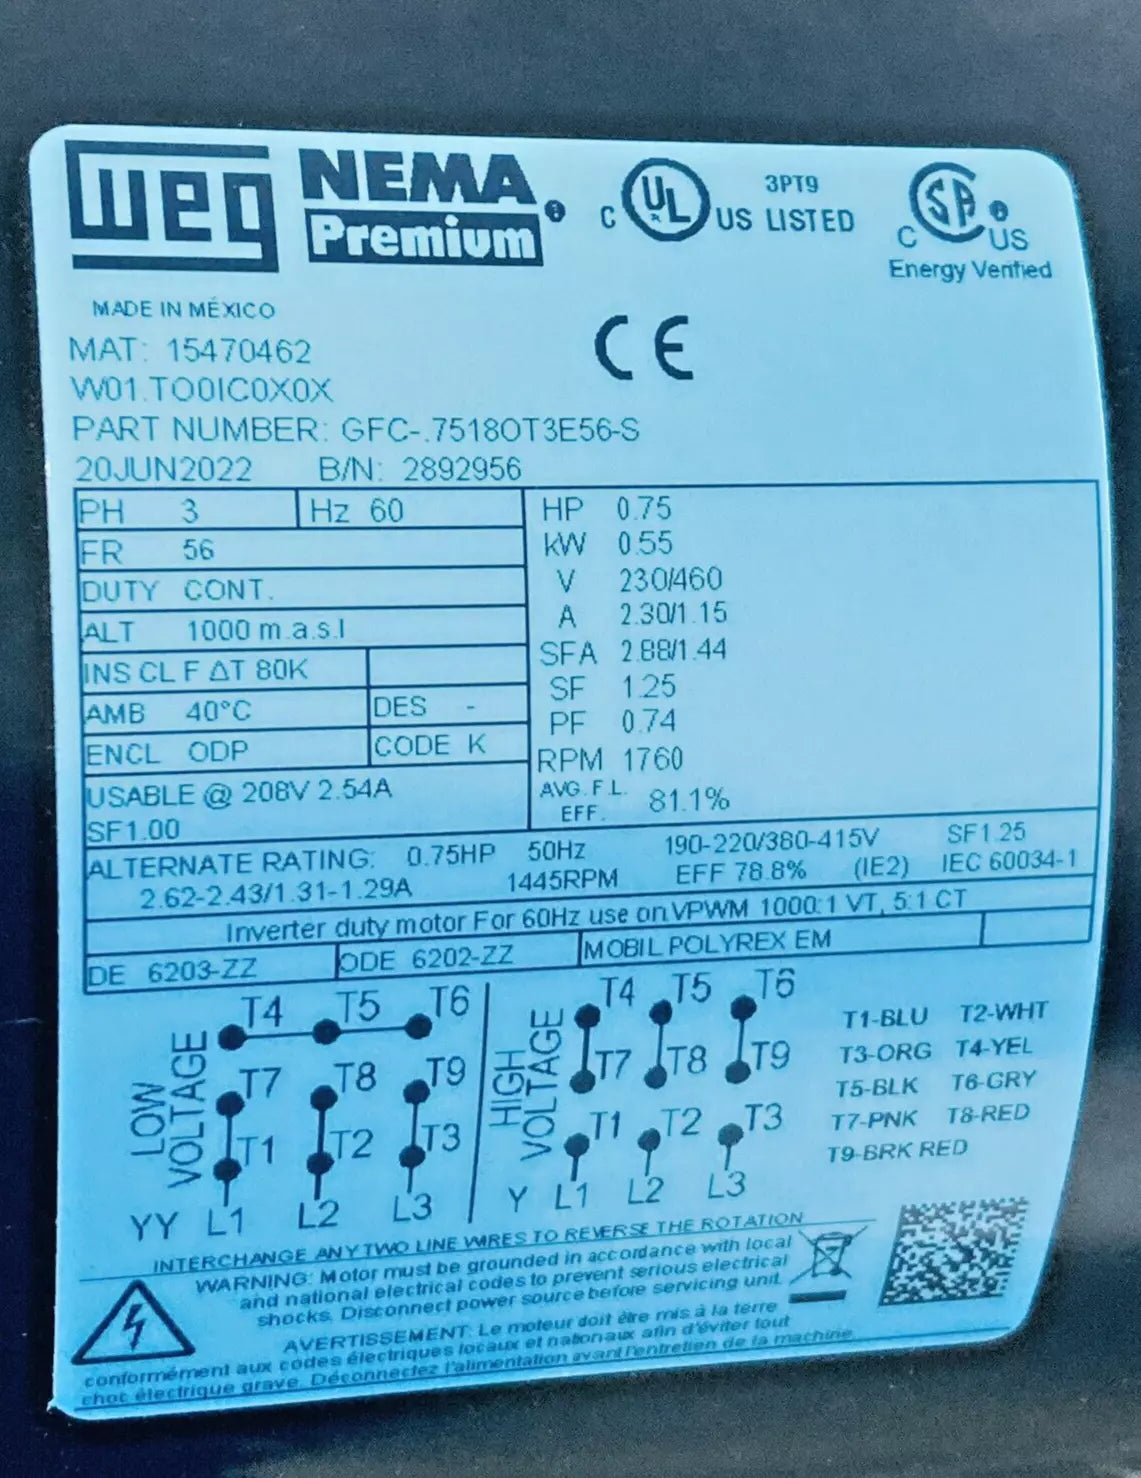 WEG NEMA Premium
C UL US LISTED 3PT9
C SA US
Energy Verified
MADE IN MÉXICO
CE
MAT: 15470462
W01.TO0IC0X0X
PART NUMBER: GFC-.7518OT3E56-S
20JUN2022 B/N: 2892956
PH 3 Hz 60
FR 56
DUTY CONT.
ALT 1000 m.a.s.l
INS CL F ΔT 80K
AMB 40°C DES -
ENCL ODP CODE K
USABLE @ 208V 2.54A
SF1.00
HP 0.75
kW 0.55
V 230/460
A 2.30/1.15
SFA 2.88/1.44
SF 1.25
PF 0.74
RPM 1760
AVG. F.L. EFF. 81.1%
ALTERNATE RATING: 0.75HP 50Hz 190-220/380-415V SF1.25
2.62-2.43/1.31-1.29A 1445RPM EFF 78.8% (IE2) IEC 60034-1
Inverter duty motor For 60Hz use on VPWM 1000:1 VT, 5:1 CT
DE 6203-ZZ ODE 6202-ZZ MOBIL POLYREX EM
LOW VOLTAGE
T4 T5 T6
T7 T8 T9
T1 T2 T3
YY L1 L2 L3
HIGH VOLTAGE
T4 T5 T6
T7 T8 T9
T1 T2 T3
Y L1 L2 L3
T1-BLU T2-WHT
T3-ORG T4-YEL
T5-BLK T6-GRY
T7-PNK T8-RED
T9-BRK RED
INTERCHANGE ANY TWO LINE WIRES TO REVERSE THE ROTATION
WARNING: Motor must be grounded in accordance with local
and national electrical codes to prevent serious electrical
shocks. Disconnect power source before servicing unit.
AVERTISSEMENT: Le moteur doit être mis à la terre
conformément aux codes électriques locaux et nationaux afin d'éviter tout
choc électrique grave. Déconnectez l'alimentation avant l'entretien de la machine.